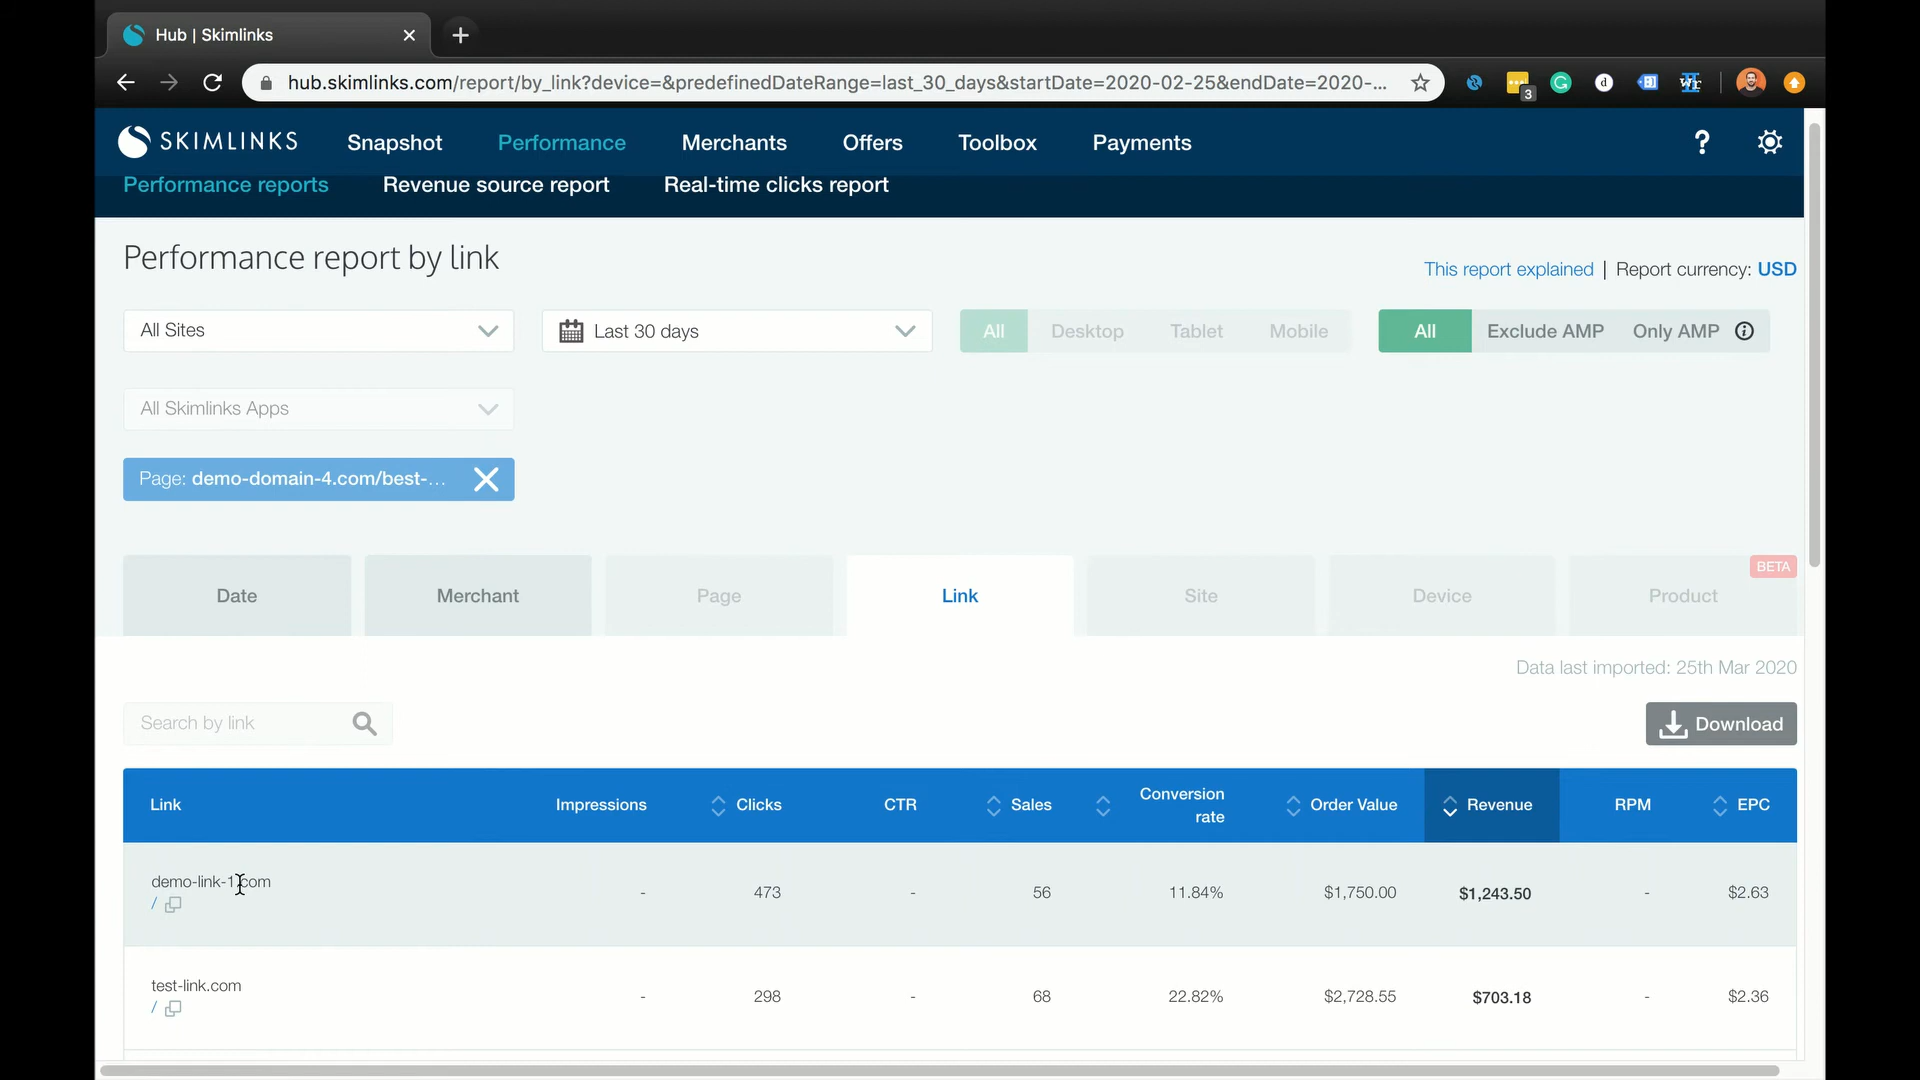 Hub | Skimlinks
hub.skimlinks.com/report/by_link?device=&predefinedDateRange=last_30_days&startDate=2020-02-25&endDate=2020-...
3
SKIMLINKS Snapshot Performance Merchants Offers Toolbox Payments ?
Performance reports Revenue source report Real-time clicks report
Performance report by link
This report explained | Report currency: USD
All Sites Last 30 days All Desktop Tablet Mobile All Exclude AMP Only AMP
All Skimlinks Apps
Page: demo-domain-4.com/best-...
BETA
Date Merchant Page Link Site Device Product
Data last imported: 25th Mar 2020
Search by link Download
Link Impressions Clicks CTR Sales Conversion rate Order Value Revenue RPM EPC
demo-link-1.com
/
- 473 - 56 11.84% $1,750.00 $1,243.50 - $2.63
test-link.com
/
- 298 - 68 22.82% $2,728.55 $703.18 - $2.36